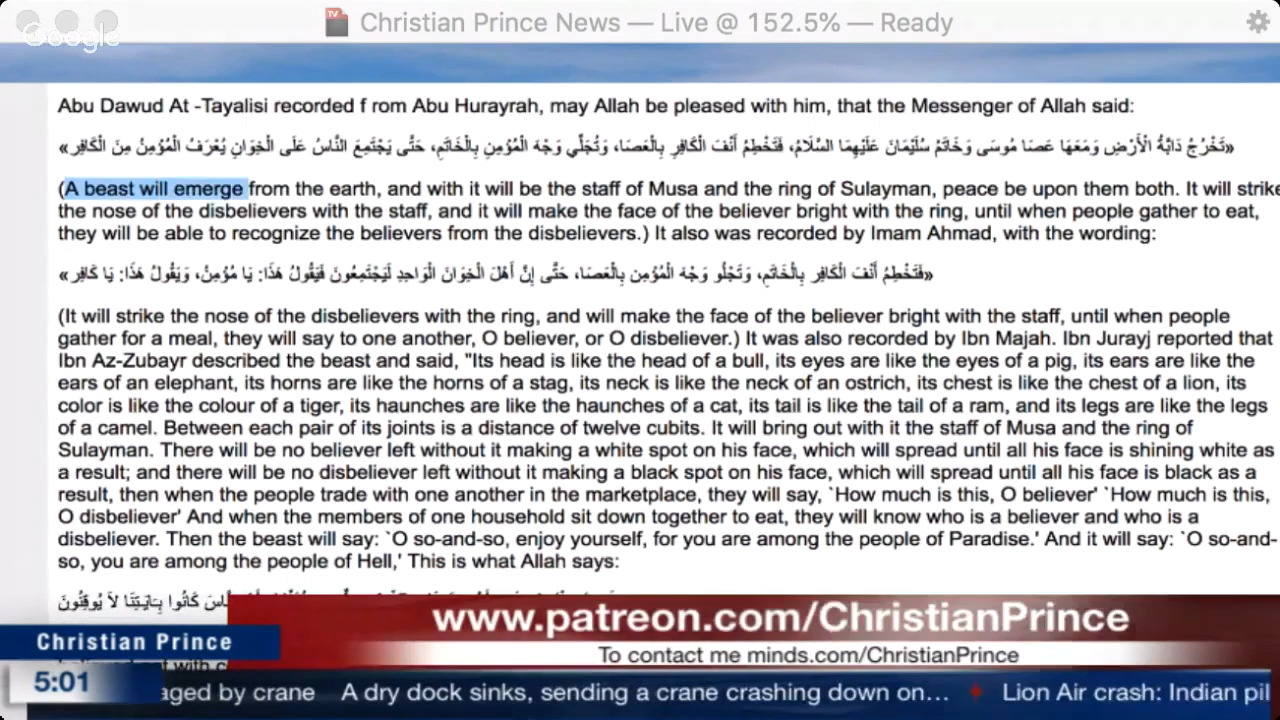 Christian Prince News — Live @ 152.5% — Ready
Google
Abu Dawud At -Tayalisi recorded f rom Abu Hurayrah, may Allah be pleased with him, that the Messenger of Allah said:
«تَخْرُجُ دَابَّةُ الْأَرْضِ وَمَعَهَا عَصَا مُوسَى وَخَاتَمُ سُلَيْمَانَ عَلَيْهِمَا السَّلَامُ، فَتَخْطِمُ أَنْفَ الْكَافِرِ بِالْعَصَا، وَتُجَلِّي وَجْهَ الْمُؤْمِنِ بِالْخَاتَمِ، حَتَّى يَجْتَمِعَ النَّاسُ عَلَى الْخِوَانِ يُعْرَفُ الْمُؤْمِنُ مِنَ الْكَافِرِ»
(A beast will emerge from the earth, and with it will be the staff of Musa and the ring of Sulayman, peace be upon them both. It will strike
the nose of the disbelievers with the staff, and it will make the face of the believer bright with the ring, until when people gather to eat,
they will be able to recognize the believers from the disbelievers.) It also was recorded by Imam Ahmad, with the wording:
«فَتَخْطِمُ أَنْفَ الْكَافِرِ بِالْخَاتَمِ، وَتَجْلُو وَجْهَ الْمُؤْمِنِ بِالْعَصَا، حَتَّى إِنَّ أَهْلَ الْخِوَانِ الْوَاحِدِ لَيَجْتَمِعُونَ فَيَقُولُ هَذَا: يَا مُؤْمِنُ، وَيَقُولُ هَذَا: يَا كَافِر»
(It will strike the nose of the disbelievers with the ring, and will make the face of the believer bright with the staff, until when people
gather for a meal, they will say to one another, O believer, or O disbeliever.) It was also recorded by Ibn Majah. Ibn Jurayj reported that
Ibn Az-Zubayr described the beast and said, "Its head is like the head of a bull, its eyes are like the eyes of a pig, its ears are like the
ears of an elephant, its horns are like the horns of a stag, its neck is like the neck of an ostrich, its chest is like the chest of a lion, its
color is like the colour of a tiger, its haunches are like the haunches of a cat, its tail is like the tail of a ram, and its legs are like the legs
of a camel. Between each pair of its joints is a distance of twelve cubits. It will bring out with it the staff of Musa and the ring of
Sulayman. There will be no believer left without it making a white spot on his face, which will spread until all his face is shining white as
a result; and there will be no disbeliever left without it making a black spot on his face, which will spread until all his face is black as a
result, then when the people trade with one another in the marketplace, they will say, `How much is this, O believer' `How much is this,
O disbeliever' And when the members of one household sit down together to eat, they will know who is a believer and who is a
disbeliever. Then the beast will say: `O so-and-so, enjoy yourself, for you are among the people of Paradise.' And it will say: `O so-and-
so, you are among the people of Hell,' This is what Allah says:
كَانُوا بِـَايَـتِنَا لاَ يُوقِنُونَ
www.patreon.com/ChristianPrince
Christian Prince
To contact me minds.com/ChristianPrince
5:01
aged by crane A dry dock sinks, sending a crane crashing down on... Lion Air crash: Indian pil